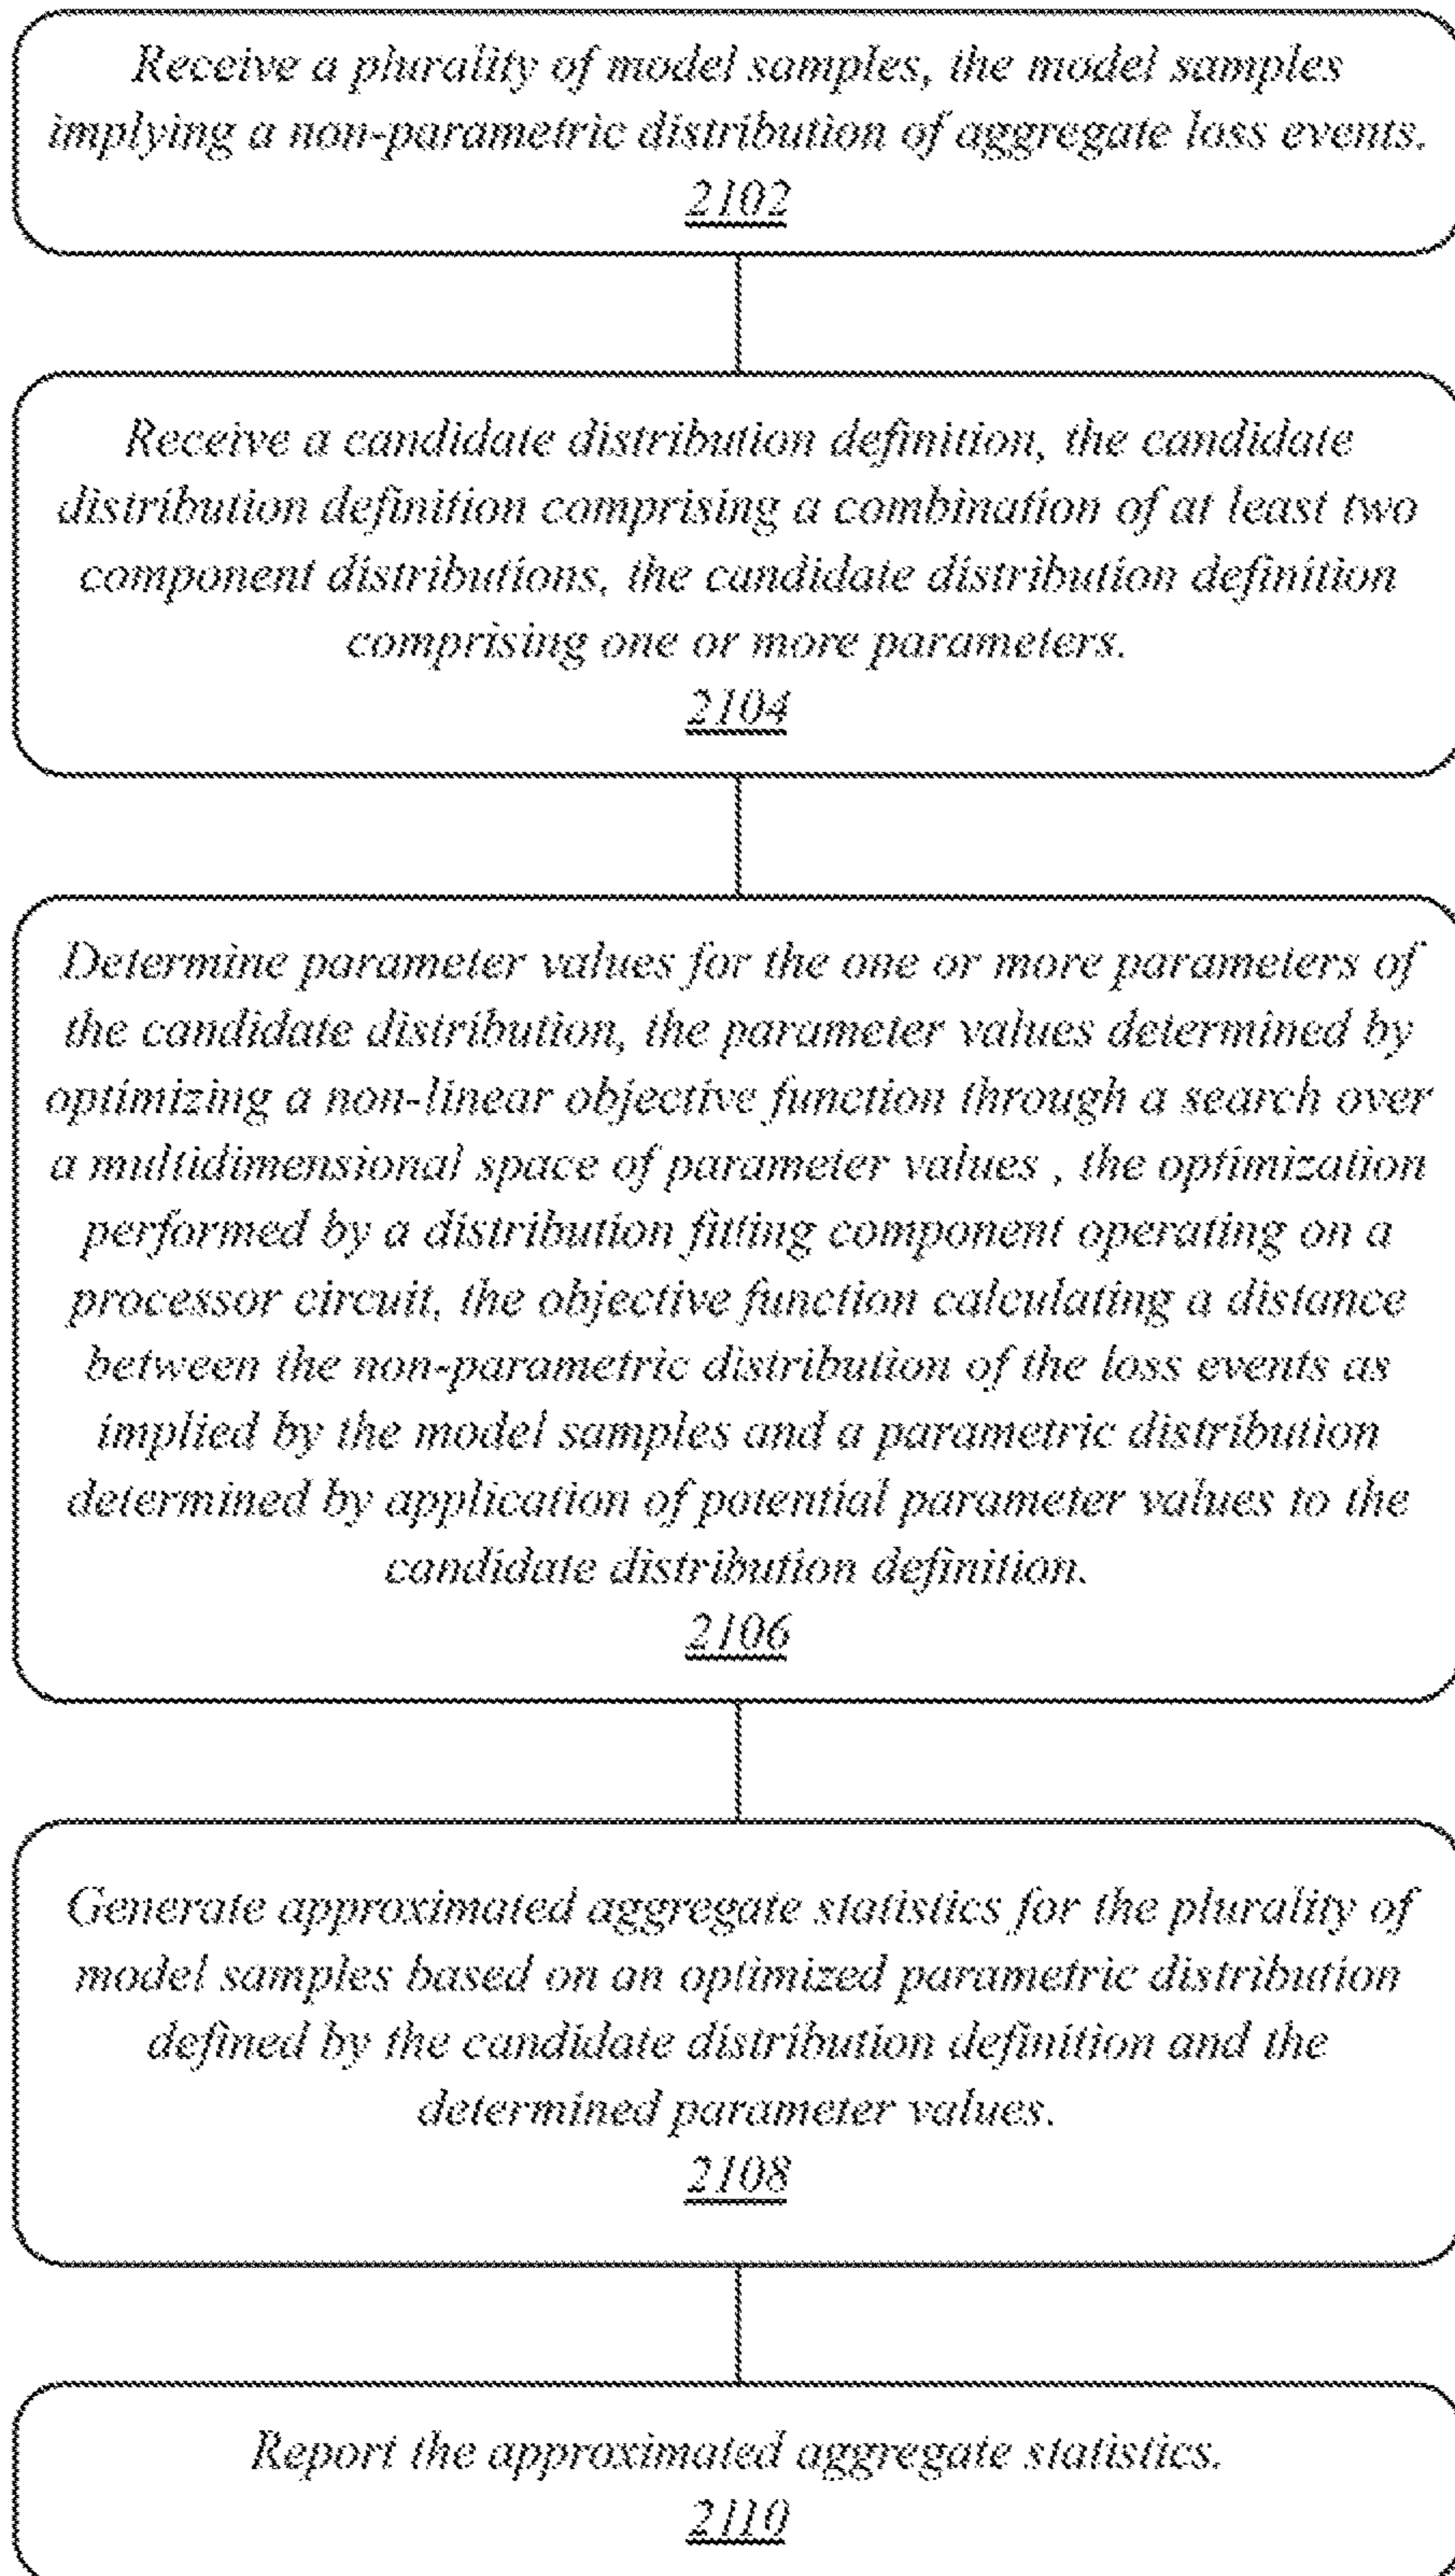 Receive a plurality of model samples, the model samples
implying a non-parametric distribution of aggregate loss events.
2102
Receive a candidate distribution definition, the candidate
distribution definition comprising a combination of at least two
component distributions, the candidate distribution definition
comprising one or more parameters.
2104
Determine parameter values for the one or more parameters of
the candidate distribution, the parameter values determined by
optimizing a non-linear objective function through a search over
a multidimensional space of parameter values , the optimization
performed by a distribution fitting component operating on a
processor circuit, the objective function calculating a distance
between the non-parametric distribution of the loss events as
implied by the model samples and a parametric distribution
determined by application of potential parameter values to the
candidate distribution definition.
2106
Generate approximated aggregate statistics for the plurality of
model samples based on an optimized parametric distribution
defined by the candidate distribution definition and the
determined parameter values.
2108
Report the approximated aggregate statistics.
2110